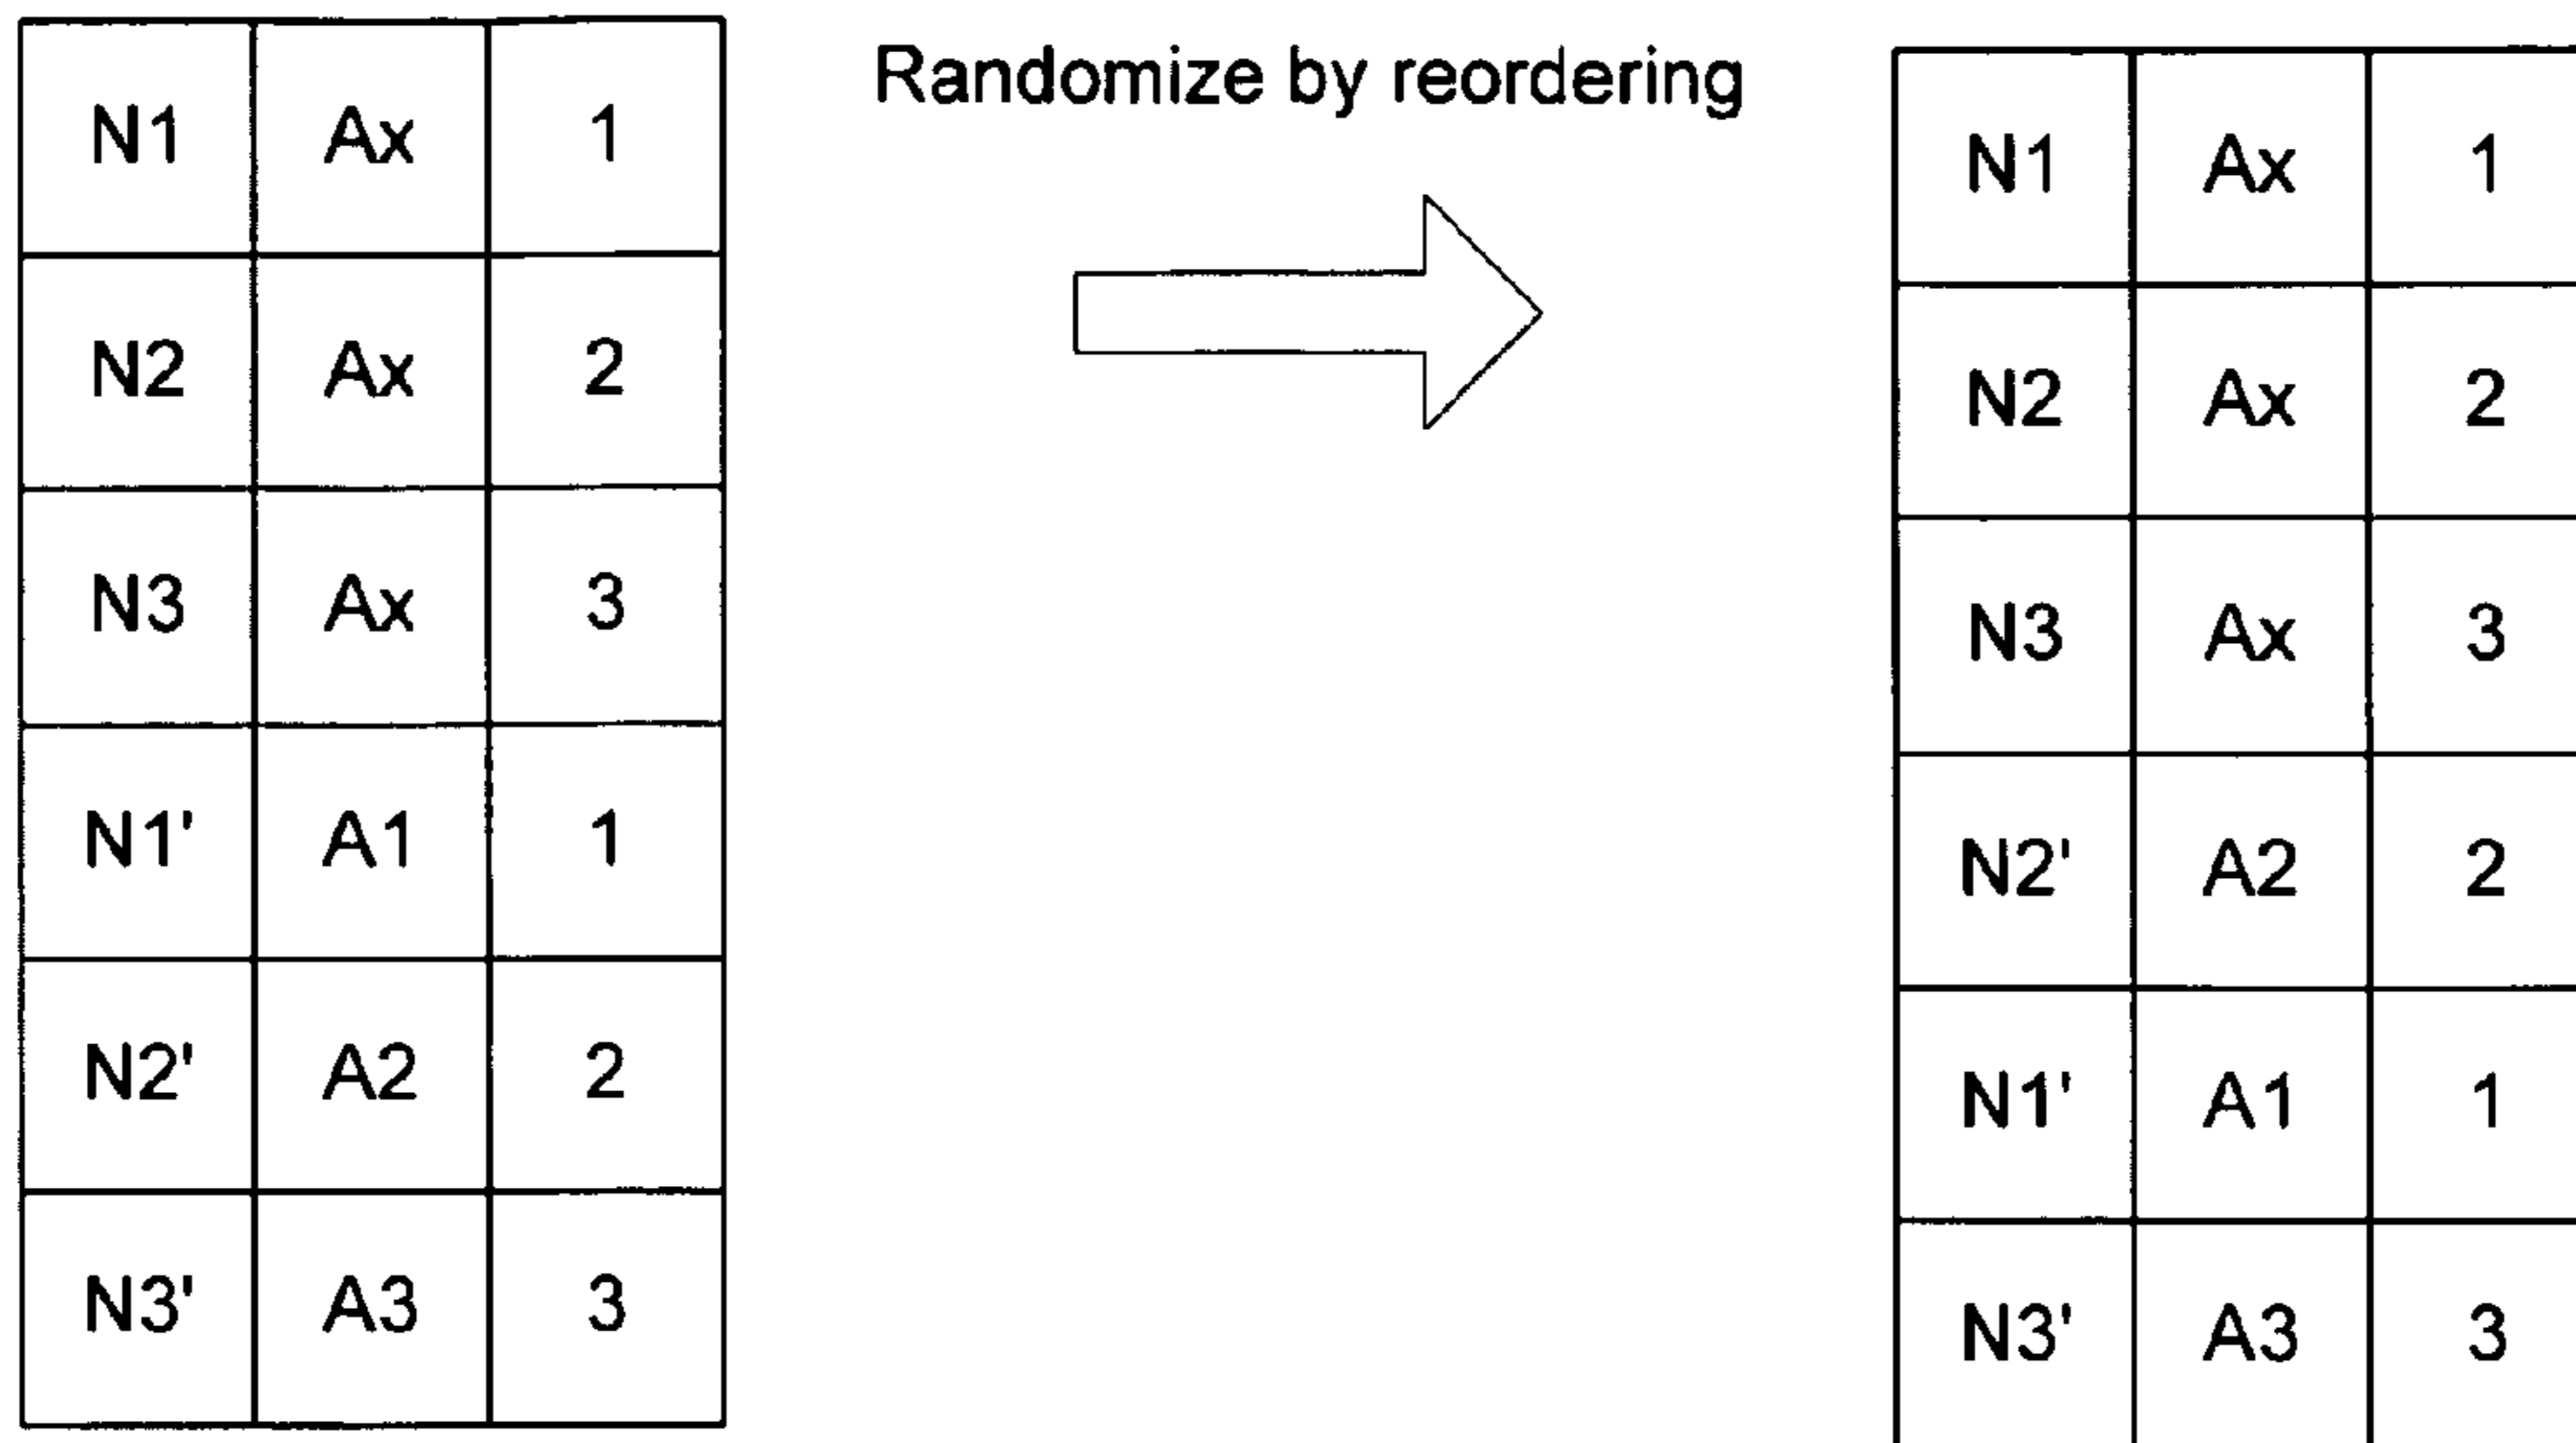 N1 Ax 1
N2 Ax 2
N3 Ax 3
N1' A1 1
N2' A2 2
N3' A3 3
Randomize by reordering
N1 Ax 1
N2 Ax 2
N3 Ax 3
N2' A2 2
N1' A1 1
N3' A3 3